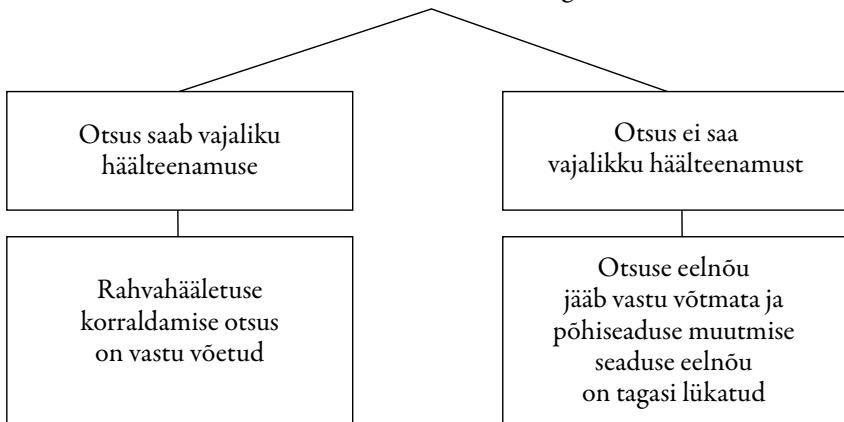 Otsus saab vajaliku
häälteenamuse
Otsus ei saa
vajalikku häälteenamust
Rahvahääletuse
korraldamise otsus
on vastu võetud
Otsuse eelnõu
jääb vastu võtmata ja
põhiseaduse muutmise
seaduse eelnõu
on tagasi lükatud